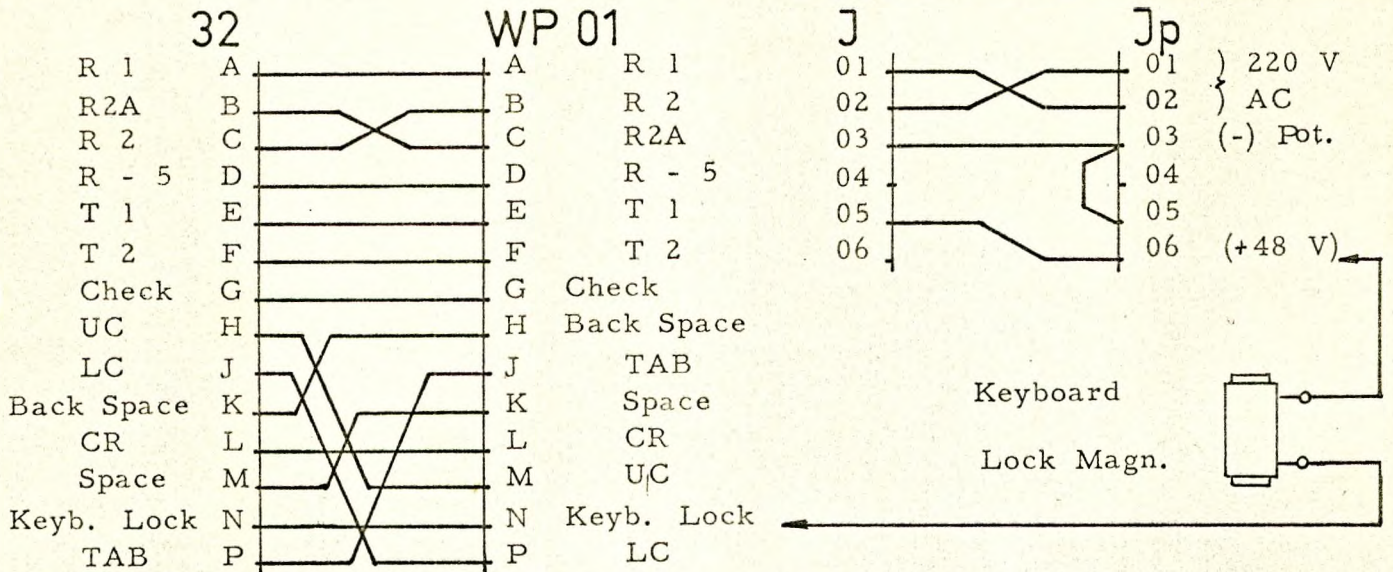 32 WP 01 J Jp
R 1 A A R 1 01 01 ) 220 V
R2A B B R 2 02 02 ) AC
R 2 C C R2A 03 03 (-) Pot.
R - 5 D D R - 5 04 04
T 1 E E T 1 05 05
T 2 F F T 2 06 06 (+48 V)
Check G G Check
UC H H Back Space
LC J J TAB
Back Space K K Space Keyboard
CR L L CR
Space M M UC Lock Magn.
Keyb. Lock N N Keyb. Lock
TAB P P LC